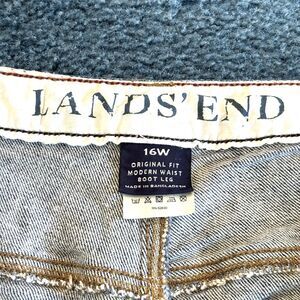 LANDS' END
16W
ORIGINAL FIT
MODERN WAIST
BOOT LEG
MADE IN BANGLADESH